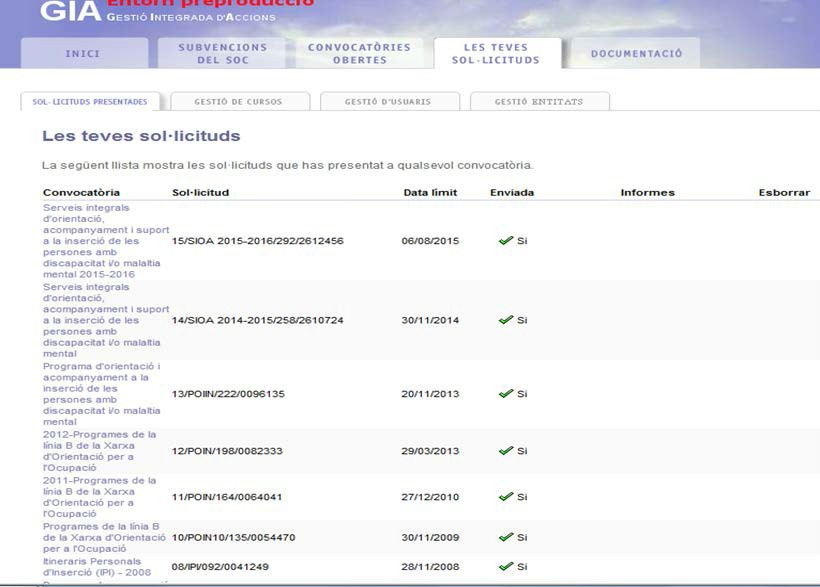 Entorn preproducció
GIA GESTIÓ INTEGRADA D'ACCIONS
INICI
SUBVENCIONS
DEL SOC
CONVOCATÒRIES
OBERTES
LES TEVES
SOL·LICITUDS
DOCUMENTACIÓ
SOL·LICITUDS PRESENTADES
GESTIÓ DE CURSOS
GESTIÓ D'USUARIS
GESTIÓ ENTITATS
Les teves sol·licituds
La següent llista mostra les sol·licituds que has presentat a qualsevol convocatòria.
Convocatòria Sol·licitud Data límit Enviada Informes Esborrar
Serveis integrals
d'orientació,
acompanyament i suport
a la inserció de les
persones amb
discapacitat i/o malaltia
mental 2015-2016
15/SIOA 2015-2016/292/2612456 06/08/2015 Si
Serveis integrals
d'orientació,
acompanyament i suport
a la inserció de les
persones amb
discapacitat i/o malaltia
mental
14/SIOA 2014-2015/258/2610724 30/11/2014 Si
Programa d'orientació i
acompanyament a la
inserció de les
persones amb
discapacitat i/o malaltia
mental
13/POIIN/222/0096135 20/11/2013 Si
2012-Programes de la
línia B de la Xarxa
d'Orientació per a
l'Ocupació
12/POIN/198/0082333 29/03/2013 Si
2011-Programes de la
línia B de la Xarxa
d'Orientació per a
l'Ocupació
11/POIN/164/0064041 27/12/2010 Si
Programes de la línia B
de la Xarxa d'Orientació
per a l'Ocupació
10/POIN10/135/0054470 30/11/2009 Si
Itineraris Personals
d'Inserció (IPI) - 2008
08/IPI/092/0041249 28/11/2008 Si